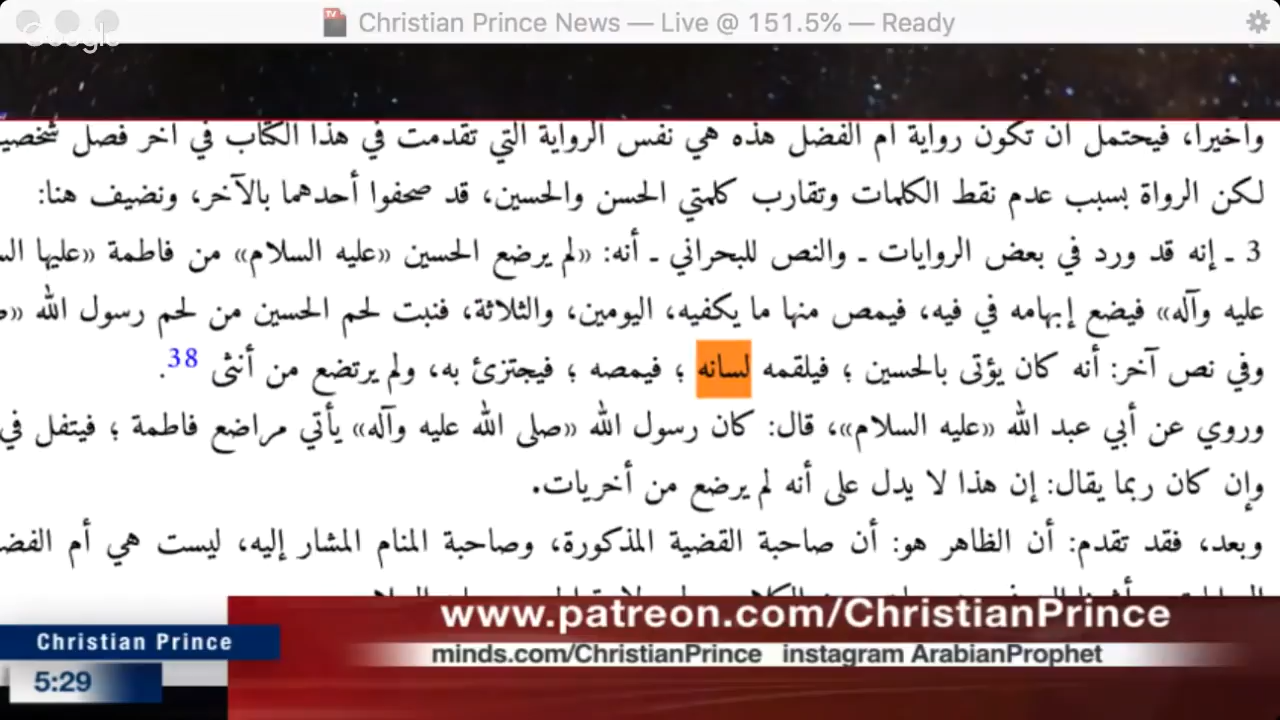 Christian Prince News — Live @ 151.5% — Ready
Google
وأخيرا، فيحتمل أن تكون رواية أم الفضل هذه هي نفس الرواية التي تقدمت في هذا الكتاب في آخر فصل
لكن الرواة بسبب عدم نقط الكلمات وتقارب كلمتي الحسن والحسين، قد صحفوا أحدهما بالآخر، ونضيف هنا:
3 ـ إنه قد ورد في بعض الروايات ـ والنص للبحراني ـ أنه: «لم يرضع الحسين «عليه السلام» من فاطمة «عليها
عليه وآله» فيضع إبهامه في فيه، فيمص منها ما يكفيه، اليومين، والثلاثة، فنبت لحم الحسين من لحم رسول الله
وفي نص آخر: أنه كان يؤتى بالحسين ؛ فيلقمه لسانه ؛ فيمصه ؛ فيجتزئ به، ولم يرتضع من أنثى 38.
وروي عن أبي عبد الله «عليه السلام»، قال: كان رسول الله «صلى الله عليه وآله» يأتي مراضع فاطمة ؛ فيتفل في
وإن كان ربما يقال: إن هذا لا يدل على أنه لم يرضع من أخريات.
وبعد، فقد تقدم: أن الظاهر هو: أن صاحبة القضية المذكورة، وصاحبة المنام المشار إليه، ليست هي أم
www.patreon.com/ChristianPrince
Christian Prince
minds.com/ChristianPrince instagram ArabianProphet
5:29